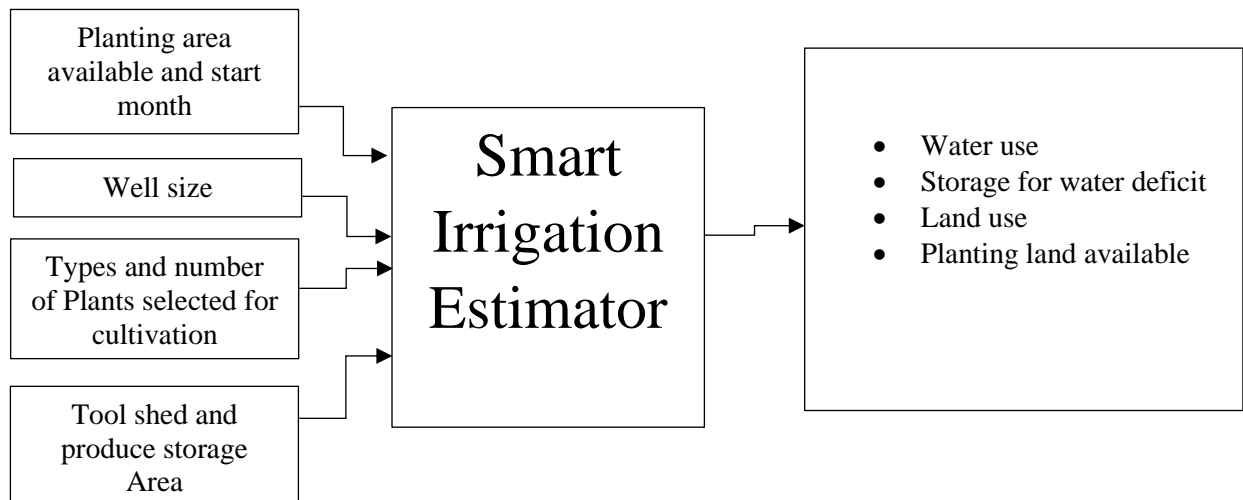 Planting area
available and start
month
Well size
Types and number
of Plants selected for
cultivation
Tool shed and
produce storage
Area
Smart
Irrigation
Estimator
• Water use
• Storage for water deficit
• Land use
• Planting land available